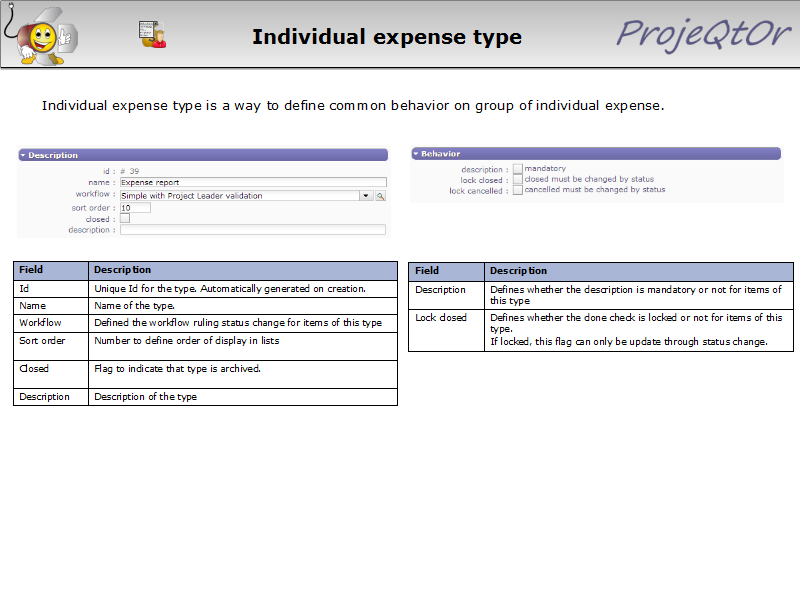 Individual expense type
ProjeQtOr
Individual expense type is a way to define common behavior on group of individual expense.
Description
id : # 39
name : Expense report
workflow : Simple with Project Leader validation
sort order : 10
closed :
description :
Behavior
description : mandatory
lock closed : closed must be changed by status
lock cancelled : cancelled must be changed by status
Field Description
Id Unique Id for the type. Automatically generated on creation.
Name Name of the type.
Workflow Defined the workflow ruling status change for items of this type
Sort order Number to define order of display in lists
Closed Flag to indicate that type is archived.
Description Description of the type
Field Description
Description Defines whether the description is mandatory or not for items of
this type
Lock closed Defines whether the done check is locked or not for items of this
type.
If locked, this flag can only be update through status change.